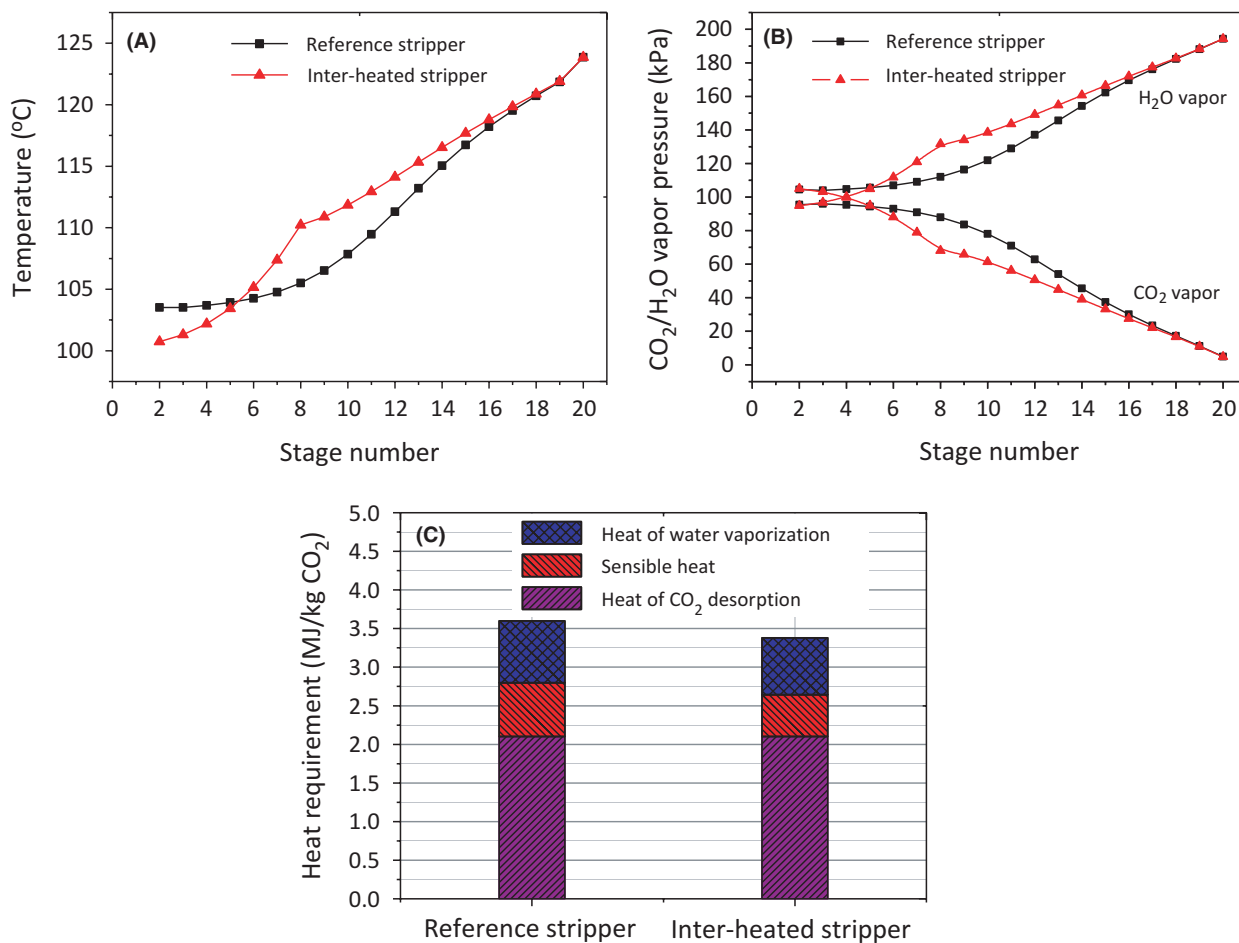 (A)
Reference stripper
Inter-heated stripper
125
120
115
110
105
100
0 2 4 6 8 10 12 14 16 18 20
Temperature (⁰C)
Stage number
(B)
Reference stripper
Inter-heated stripper
H₂O vapor
CO₂ vapor
200
180
160
140
120
100
80
60
40
20
0
0 2 4 6 8 10 12 14 16 18 20
CO₂/H₂O vapor pressure (kPa)
Stage number
(C)
Heat of water vaporization
Sensible heat
Heat of CO₂ desorption
5.0
4.5
4.0
3.5
3.0
2.5
2.0
1.5
1.0
0.5
0.0
Heat requirement (MJ/kg CO₂)
Reference stripper Inter-heated stripper